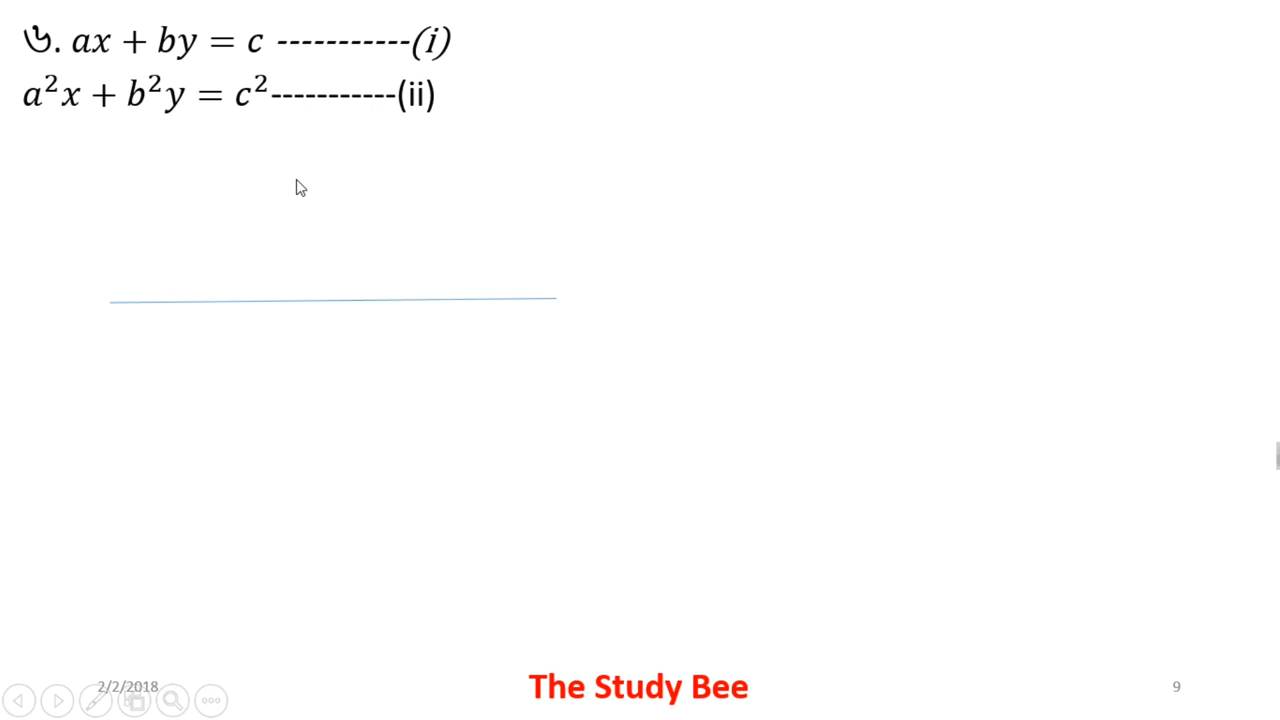 ৬. ax + by = c -----------(i)
a²x + b²y = c²-----------(ii)
2/2/2018
The Study Bee
9